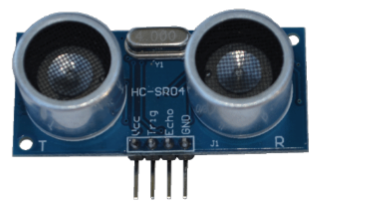 Y1
HC-SR04
Vcc
Trig
Echo
GND
J1
T
R